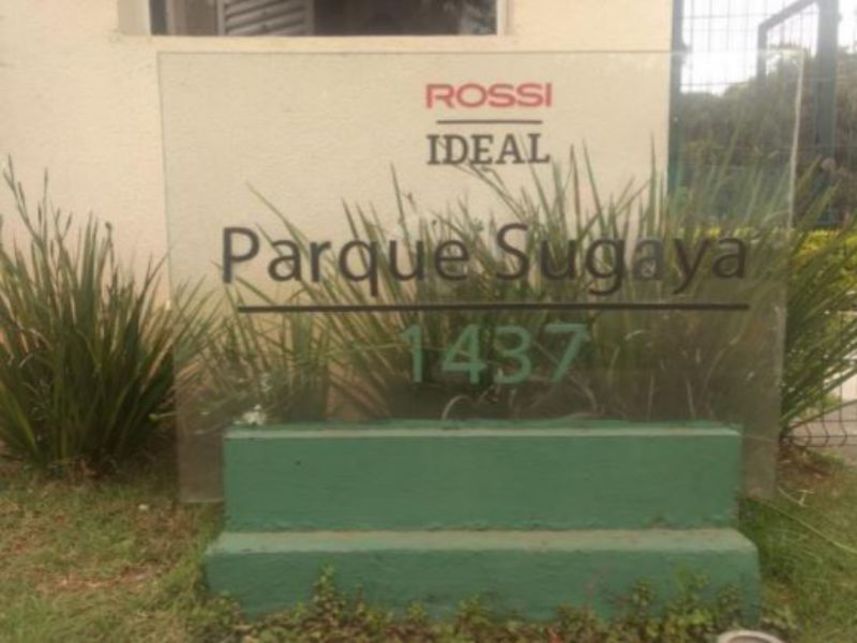 ROSSI
IDEAL
Parque Sugaya
1437